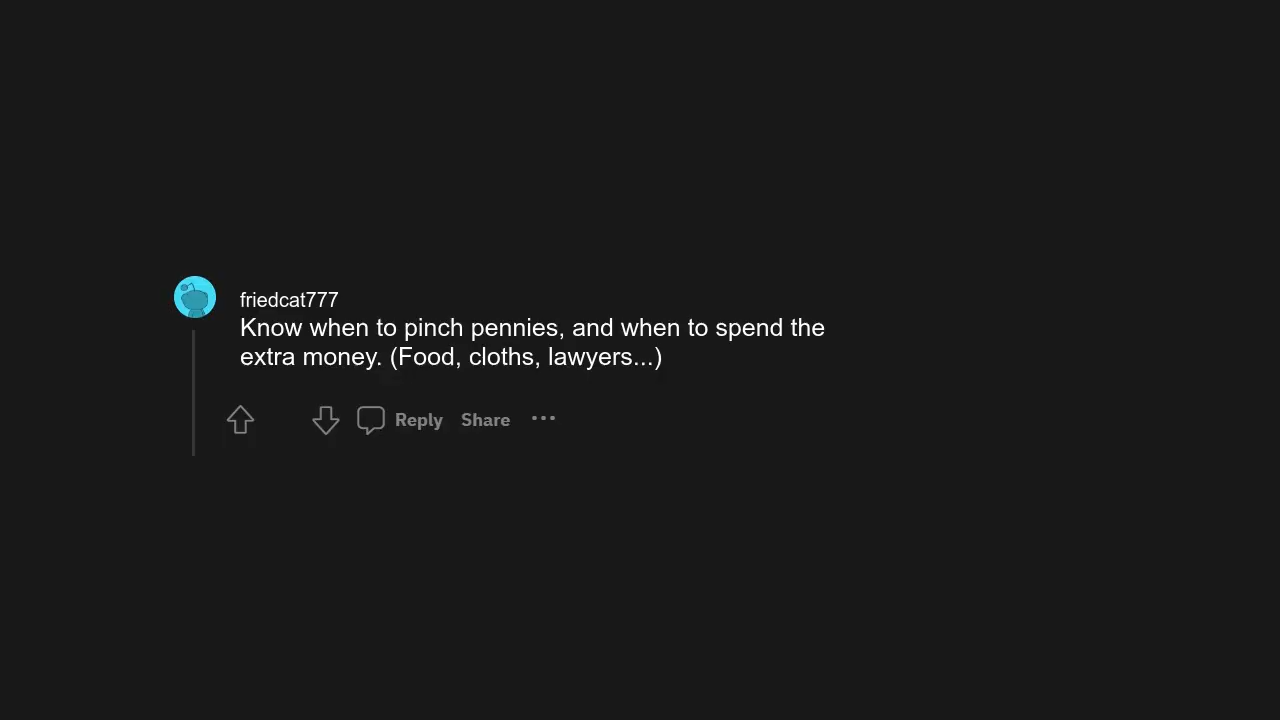 friedcat777
Know when to pinch pennies, and when to spend the
extra money. (Food, cloths, lawyers...)
Reply Share